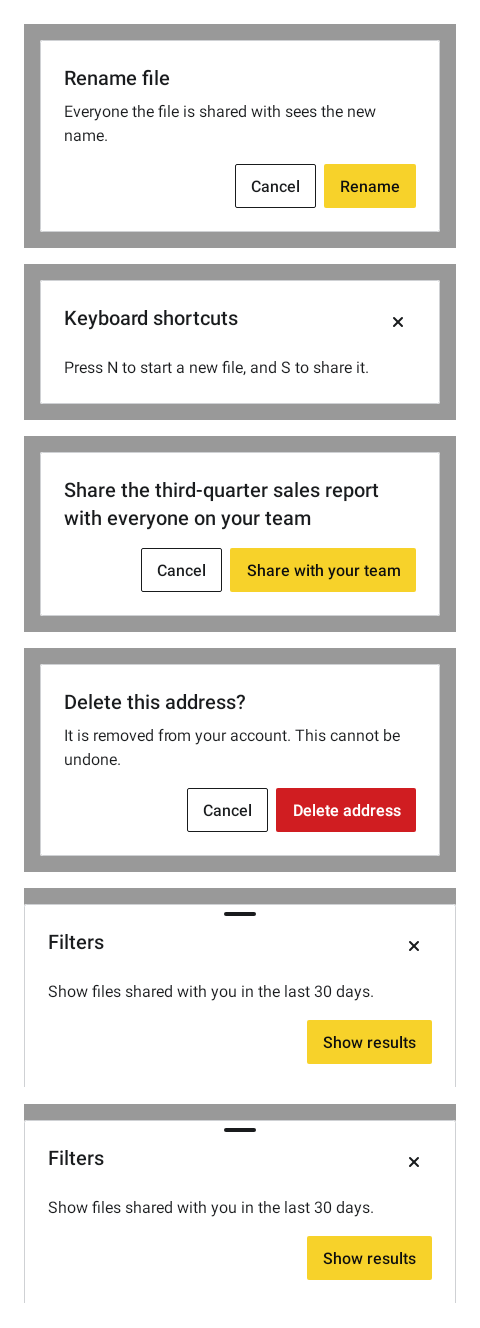 Rename file
Everyone the file is shared with sees the new
name.
Cancel Rename
Keyboard shortcuts
Press N to start a new file, and S to share it.
Share the third-quarter sales report
with everyone on your team
Cancel Share with your team
Delete this address?
It is removed from your account. This cannot be
undone.
Cancel Delete address
Filters
Show files shared with you in the last 30 days.
Show results
Filters
Show files shared with you in the last 30 days.
Show results